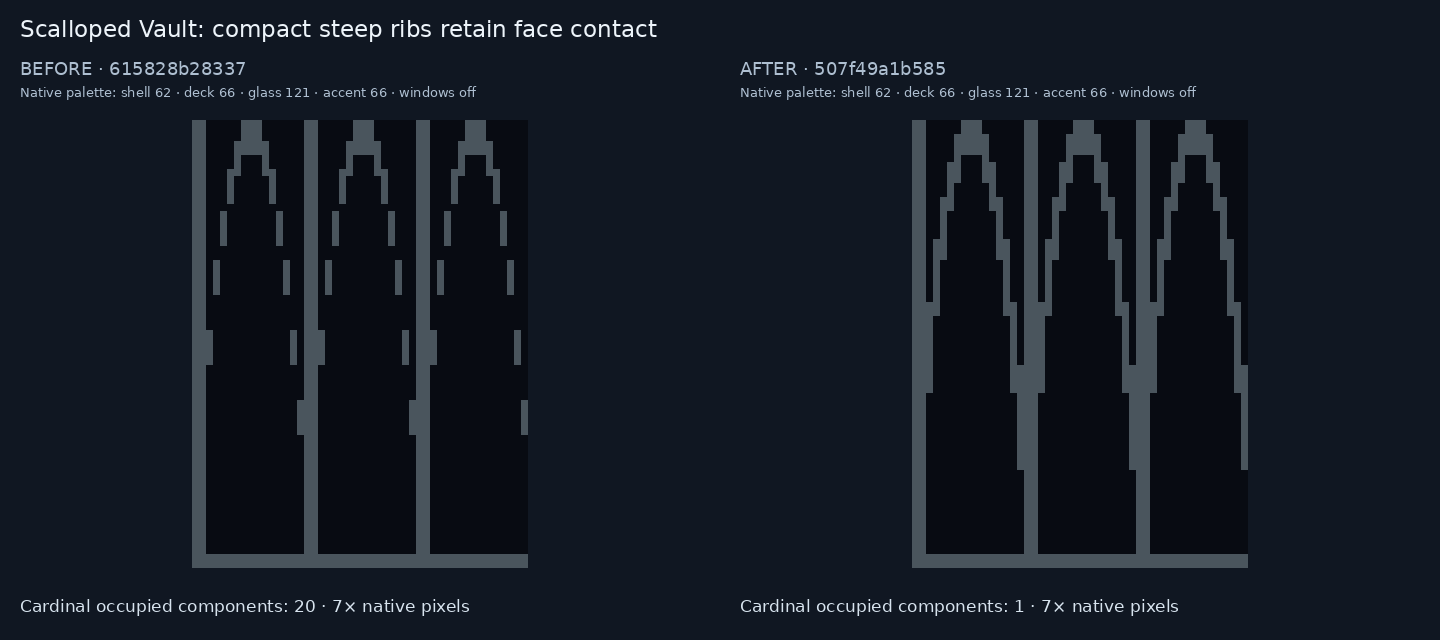 Scalloped Vault: compact steep ribs retain face contact
BEFORE · 615828b28337
Native palette: shell 62 · deck 66 · glass 121 · accent 66 · windows off
AFTER · 507f49a1b585
Native palette: shell 62 · deck 66 · glass 121 · accent 66 · windows off
Cardinal occupied components: 20 · 7× native pixels
Cardinal occupied components: 1 · 7× native pixels